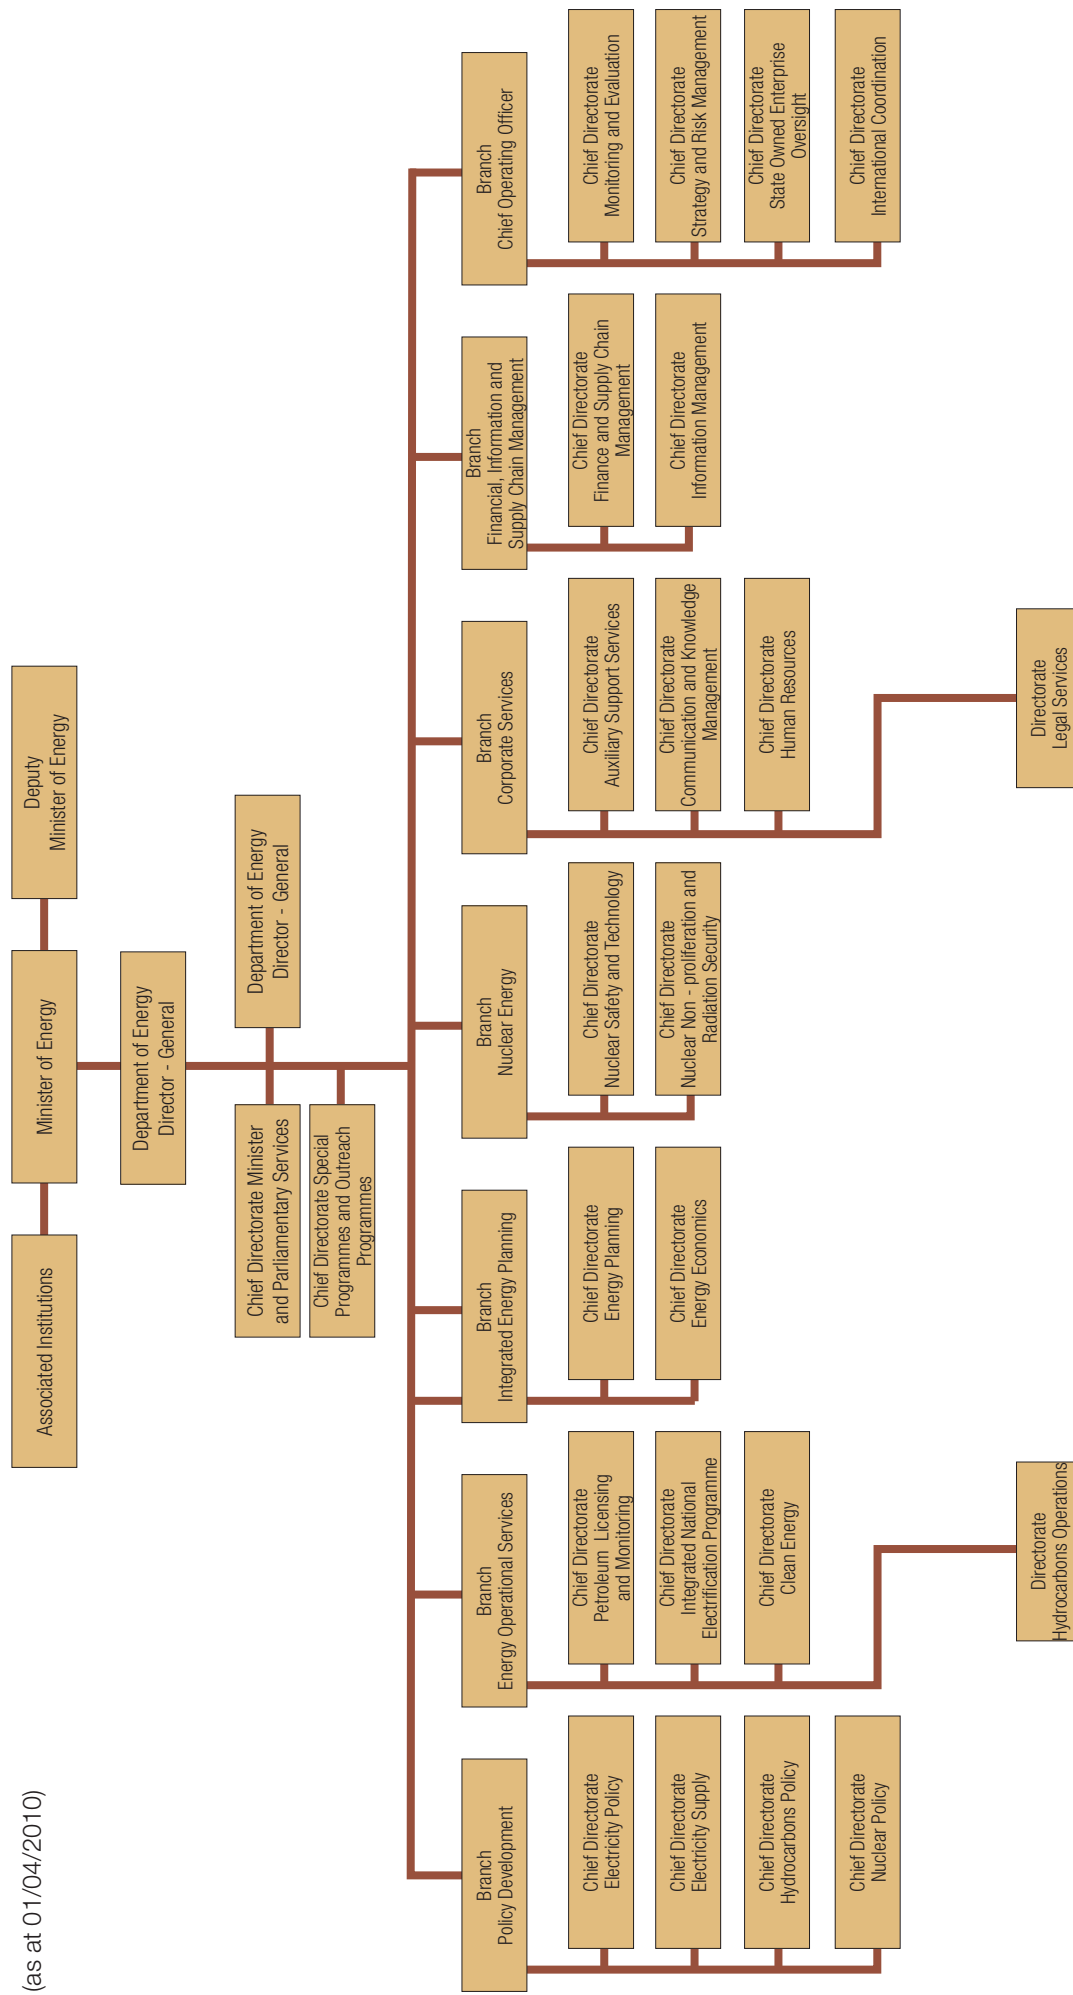 (as at 01/04/2010)
Associated Institutions
Minister of Energy
Deputy
Minister of Energy
Department of Energy
Director - General
Chief Directorate Minister
and Parliamentary Services
Department of Energy
Director - General
Chief Directorate Special
Programmes and Outreach
Programmes
Branch
Policy Development
Chief Directorate
Electricity Policy
Chief Directorate
Electricity Supply
Chief Directorate
Hydrocarbons Policy
Chief Directorate
Nuclear Policy
Branch
Energy Operational Services
Chief Directorate
Petroleum Licensing
and Monitoring
Chief Directorate
Integrated National
Electrification Programme
Chief Directorate
Clean Energy
Directorate
Hydrocarbons Operations
Branch
Integrated Energy Planning
Chief Directorate
Energy Planning
Chief Directorate
Energy Economics
Branch
Nuclear Energy
Chief Directorate
Nuclear Safety and Technology
Chief Directorate
Nuclear Non - proliferation and
Radiation Security
Branch
Corporate Services
Chief Directorate
Auxiliary Support Services
Chief Directorate
Communication and Knowledge
Management
Chief Directorate
Human Resources
Directorate
Legal Services
Branch
Financial, Information and
Supply Chain Management
Chief Directorate
Finance and Supply Chain
Management
Chief Directorate
Information Management
Branch
Chief Operating Officer
Chief Directorate
Monitoring and Evaluation
Chief Directorate
Strategy and Risk Management
Chief Directorate
State Owned Enterprise
Oversight
Chief Directorate
International Coordination